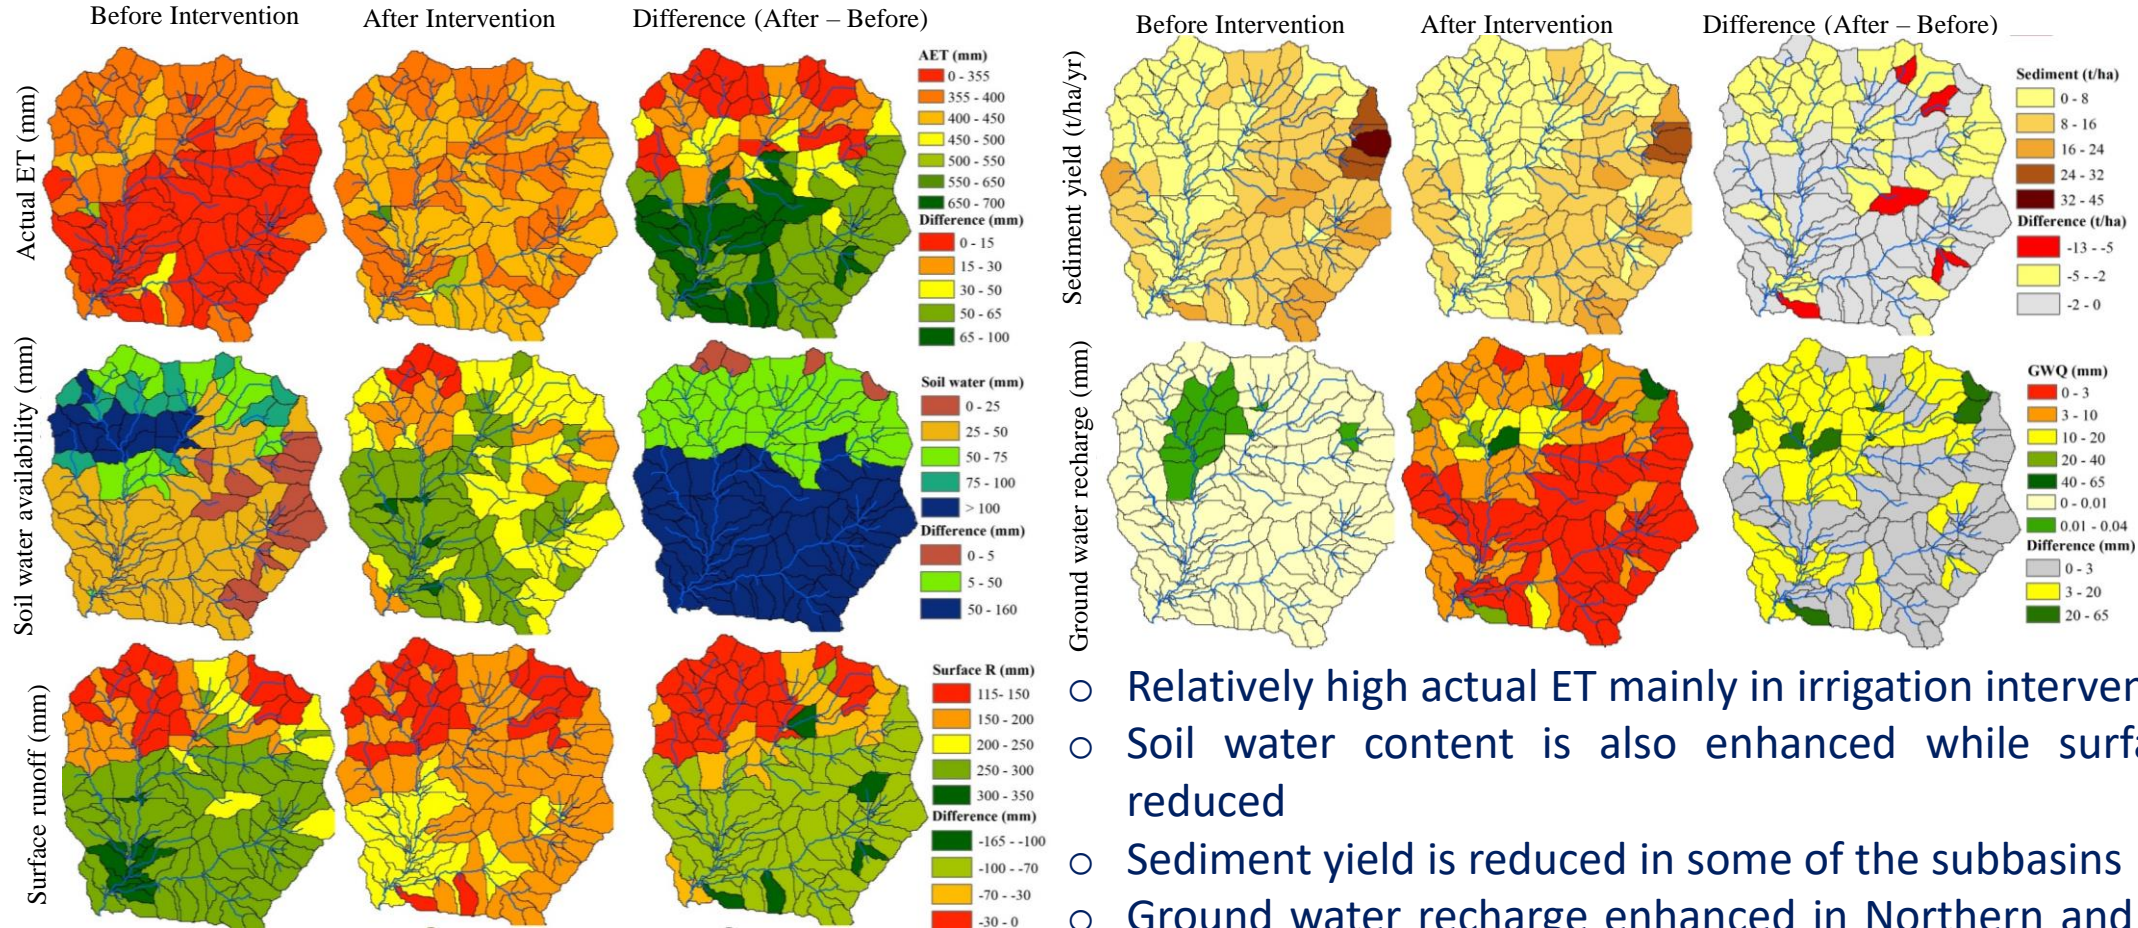 Before Intervention
After Intervention
Difference (After – Before)
Actual ET (mm)
AET (mm)
0 - 355
355 - 400
400 - 450
450 - 500
500 - 550
550 - 650
650 - 700
Difference (mm)
0 - 15
15 - 30
30 - 50
50 - 65
65 - 100
Soil water availability (mm)
Soil water (mm)
0 - 25
25 - 50
50 - 75
75 - 100
> 100
Difference (mm)
0 - 5
5 - 50
50 - 160
Surface runoff (mm)
Surface R (mm)
115- 150
150 - 200
200 - 250
250 - 300
300 - 350
Difference (mm)
-165 - -100
-100 - -70
-70 - -30
-30 - 0
Before Intervention
After Intervention
Difference (After – Before)
Sediment yield (t/ha/yr)
Sediment (t/ha)
0 - 8
8 - 16
16 - 24
24 - 32
32 - 45
Difference (t/ha)
-13 - -5
-5 - -2
-2 - 0
Ground water recharge (mm)
GWQ (mm)
0 - 3
3 - 10
10 - 20
20 - 40
40 - 65
0 - 0.01
0.01 - 0.04
Difference (mm)
0 - 3
3 - 20
20 - 65
o Relatively high actual ET mainly in irrigation interven
o Soil water content is also enhanced while surfa
reduced
o Sediment yield is reduced in some of the subbasins
o Ground water recharge enhanced in Northern and